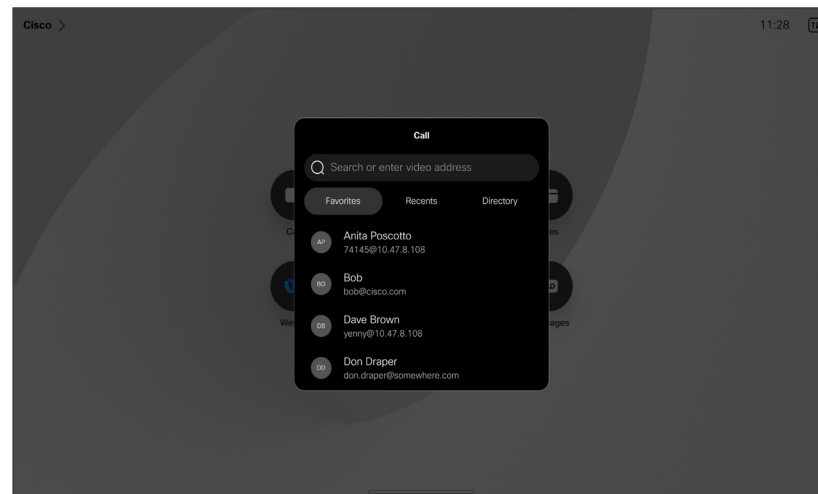 Cisco
11:28
Call
Search or enter video address
Favorites Recents Directory
AP Anita Poscotto
74145@10.47.8.108
BO Bob
bob@cisco.com
DB Dave Brown
yenny@10.47.8.108
DD Don Draper
don.draper@somewhere.com